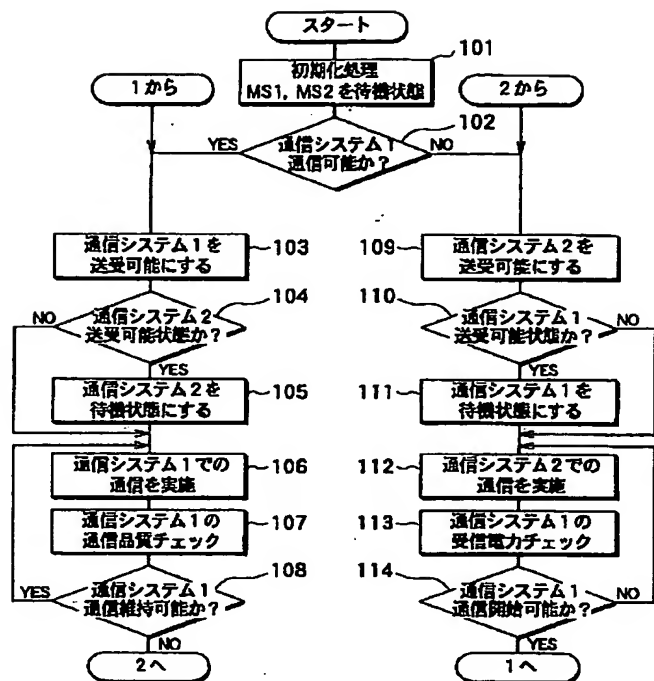 スタート
101
初期化処理
MS1, MS2を待機状態
1から
2から
102
通信システム1
通信可能か?
YES
NO
通信システム1を
送受可能にする
103
通信システム2
送受可能状態か?
104
NO
YES
通信システム2を
待機状態にする
105
通信システム1での
通信を実施
106
通信システム1の
通信品質チェック
107
通信システム1
通信維持可能か?
108
YES
NO
2へ
109
通信システム2を
送受可能にする
110
通信システム1
送受可能状態か?
NO
YES
111
通信システム1を
待機状態にする
112
通信システム2での
通信を実施
113
通信システム1の
受信電力チェック
114
通信システム1
通信開始可能か?
NO
YES
1へ